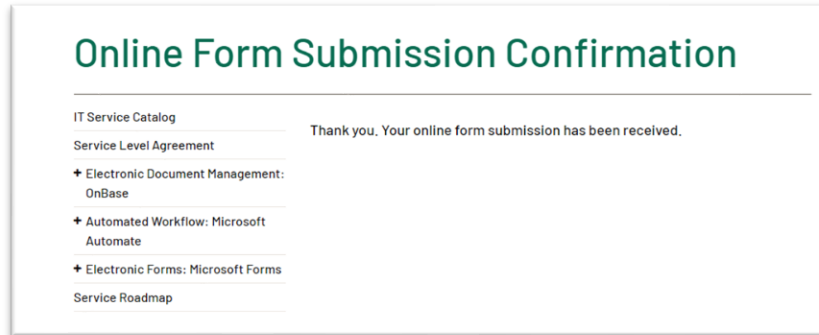 Online Form Submission Confirmation
IT Service Catalog
Service Level Agreement
+ Electronic Document Management:
OnBase
+ Automated Workflow: Microsoft
Automate
+ Electronic Forms: Microsoft Forms
Service Roadmap
Thank you. Your online form submission has been received.